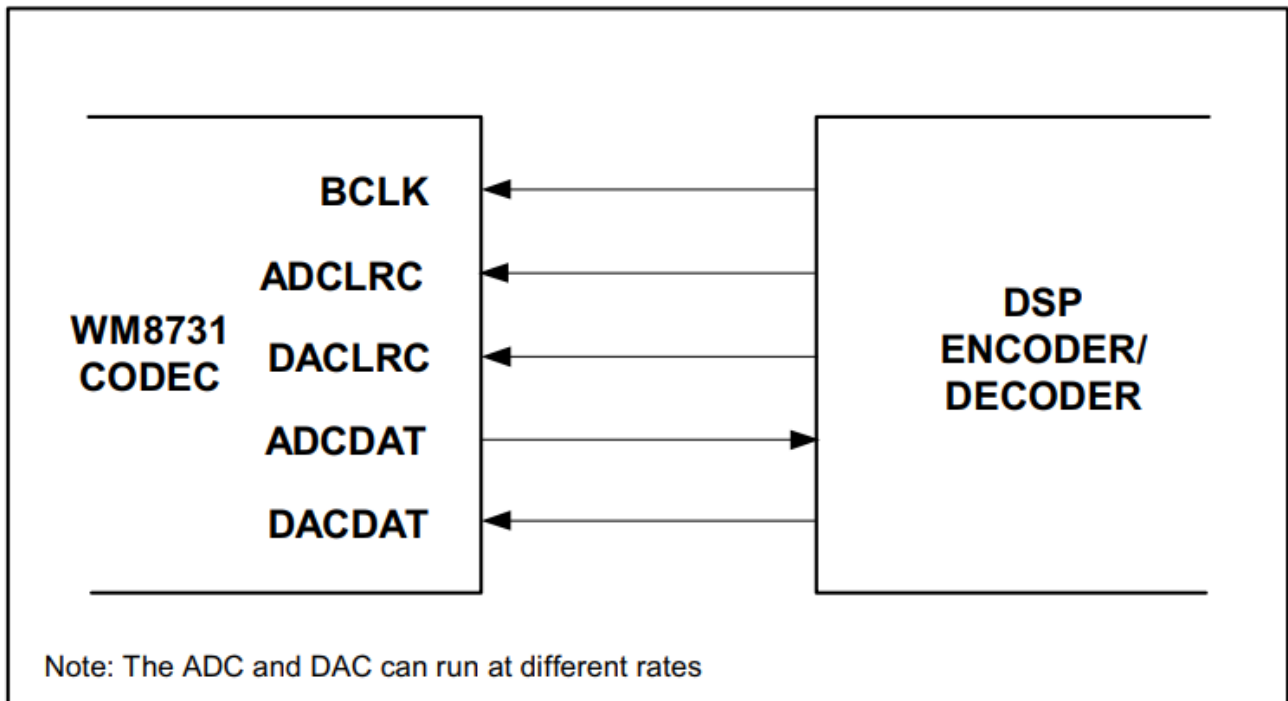 WM8731
CODEC
BCLK
ADCLRC
DACLRC
ADCDAT
DACDAT
DSP
ENCODER/
DECODER
Note: The ADC and DAC can run at different rates